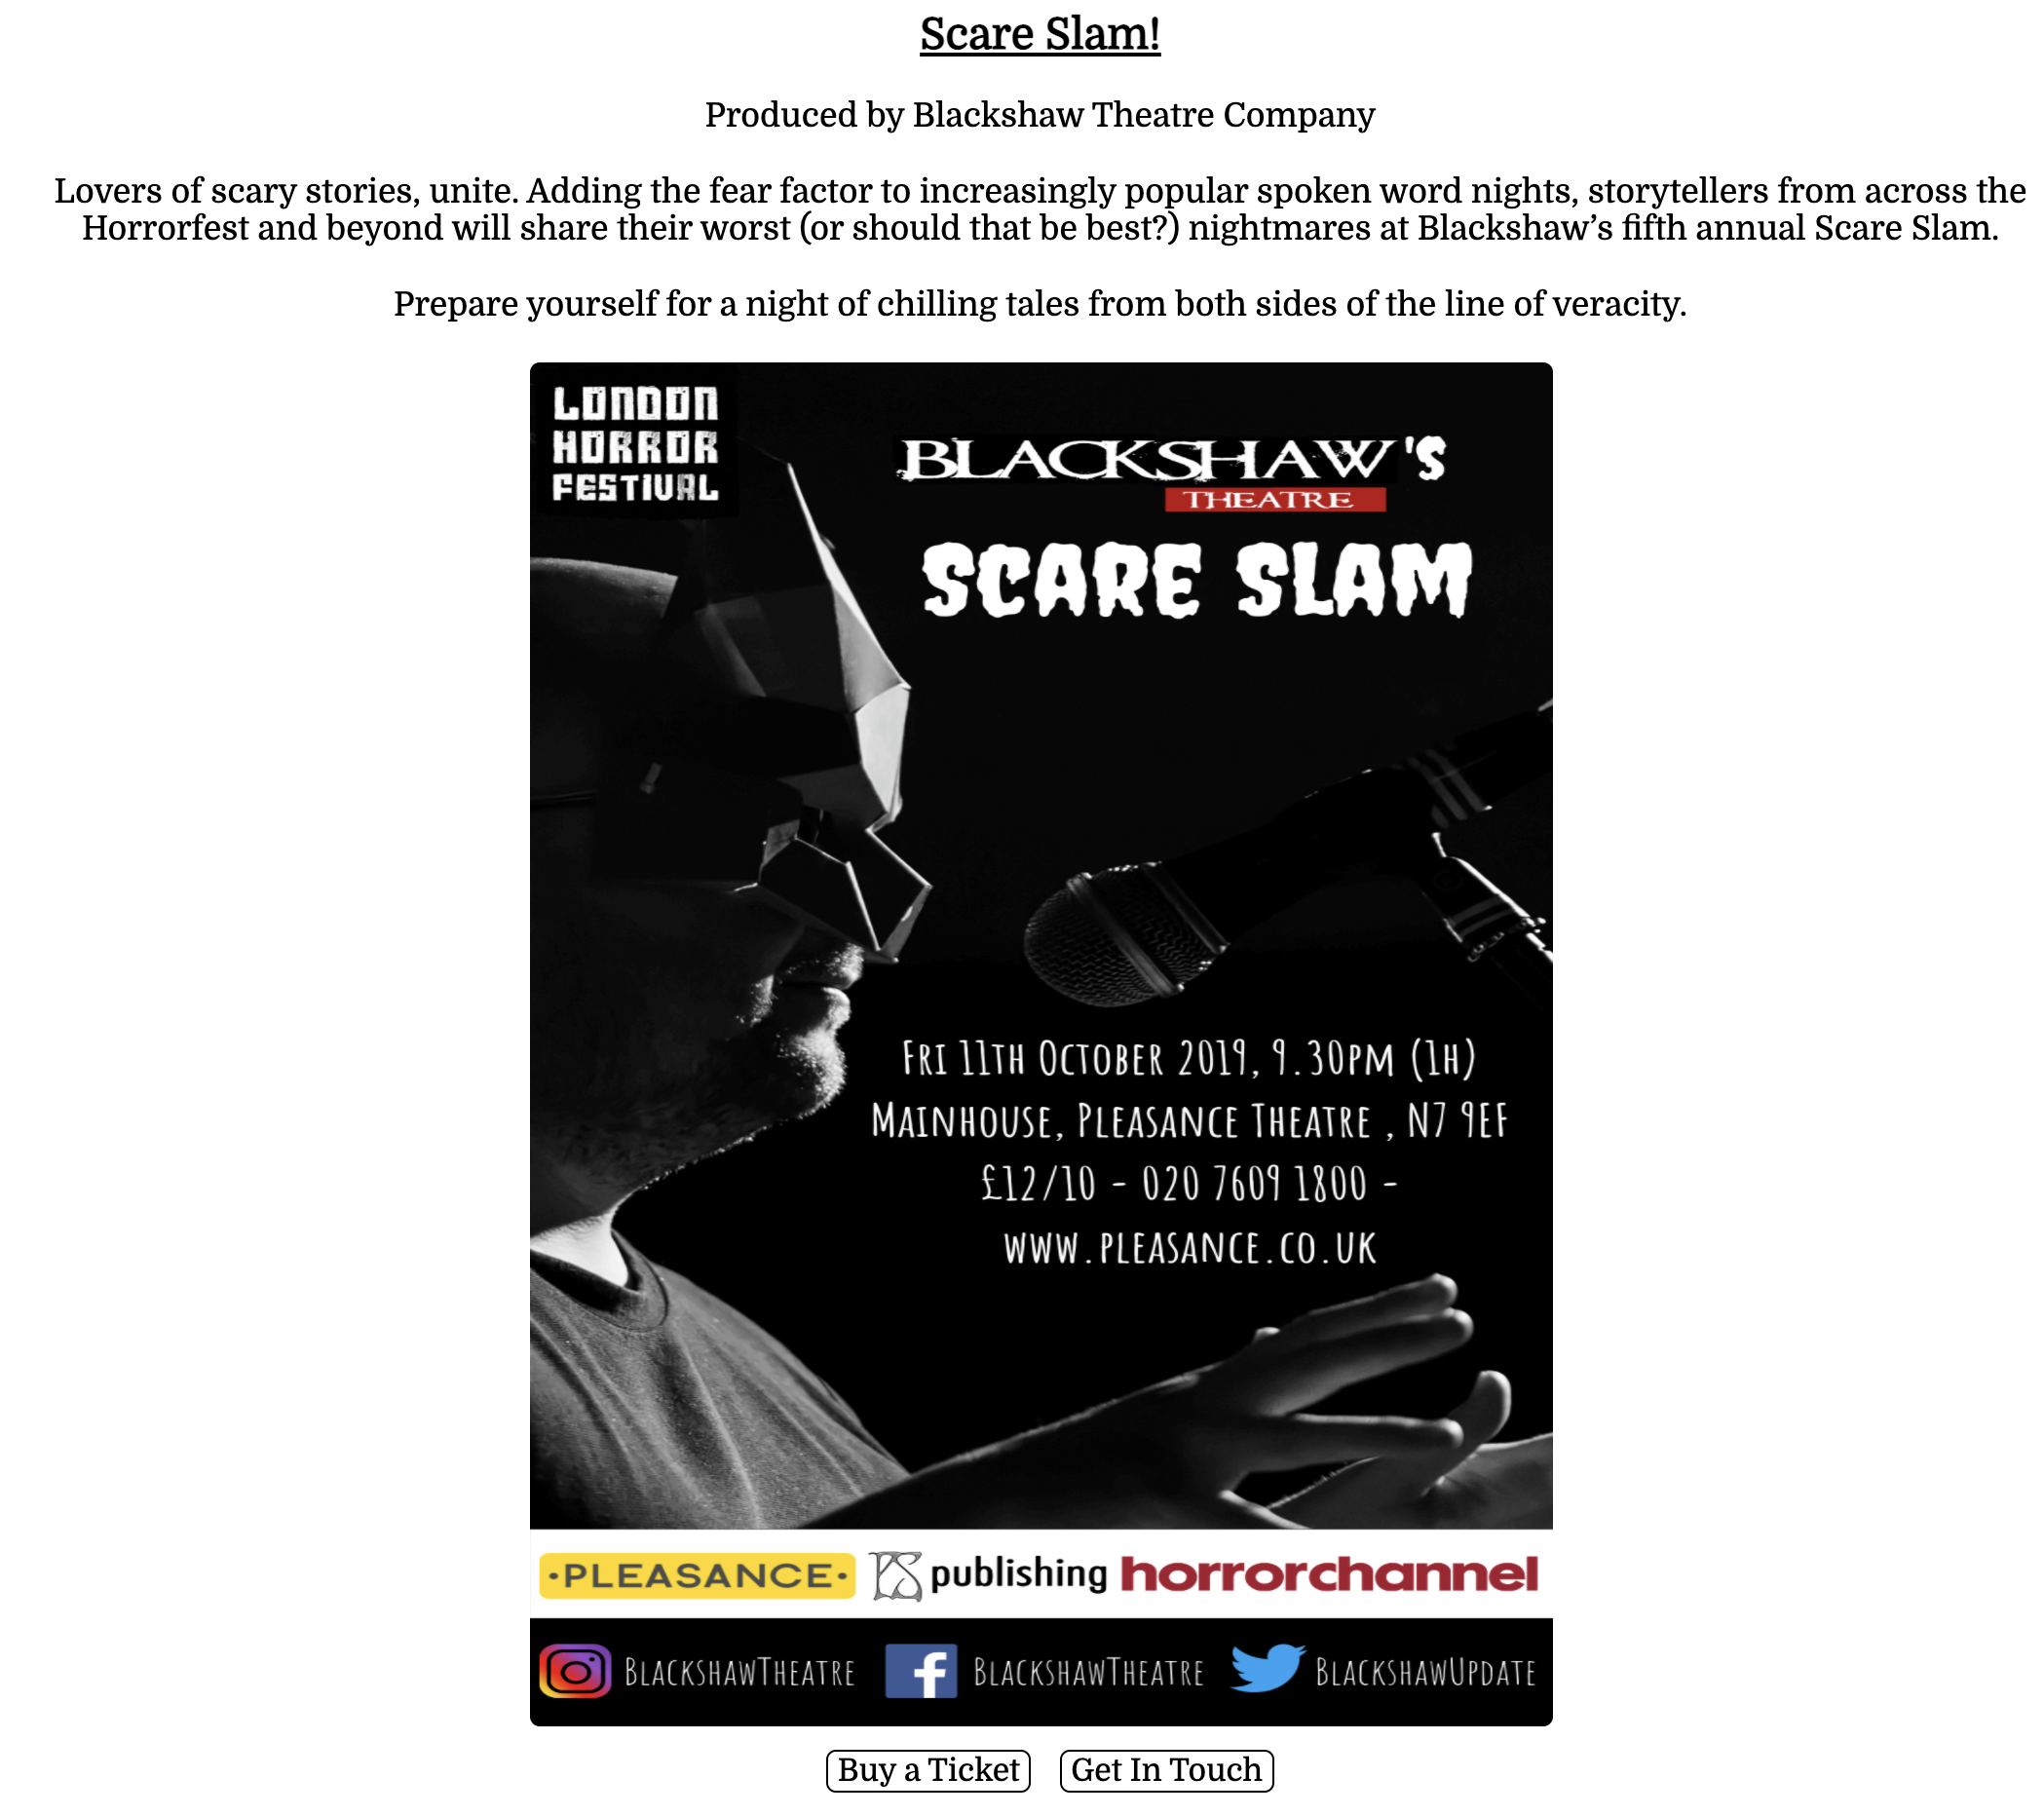 Scare Slam!
Produced by Blackshaw Theatre Company
Lovers of scary stories, unite. Adding the fear factor to increasingly popular spoken word nights, storytellers from across the
Horrorfest and beyond will share their worst (or should that be best?) nightmares at Blackshaw’s fifth annual Scare Slam.
Prepare yourself for a night of chilling tales from both sides of the line of veracity.
LONDON
HORROR
FESTIVAL
BLACKSHAW'S
THEATRE
SCARE SLAM
FRI 11TH OCTOBER 2019, 9.30PM (1H)
MAINHOUSE, PLEASANCE THEATRE , N7 9EF
£12/10 - 020 7609 1800 -
WWW.PLEASANCE.CO.UK
·PLEASANCE·
PS publishing
horrorchannel
BLACKSHAWTHEATRE
BLACKSHAWTHEATRE
BLACKSHAWUPDATE
Buy a Ticket
Get In Touch